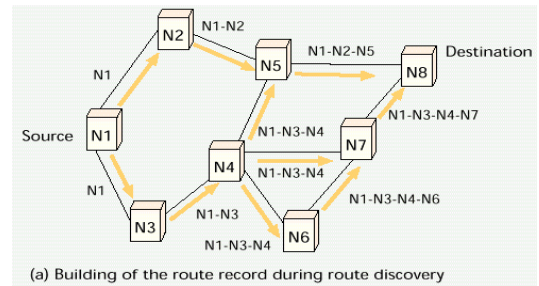 N1-N2
N2
N1-N2-N5
Destination
N5
N8
N1
N1-N3-N4-N7
Source
N1
N1-N3-N4
N7
N4
N1-N3-N4
N1
N1-N3-N4-N6
N3
N1-N3
N6
N1-N3-N4
(a) Building of the route record during route discovery